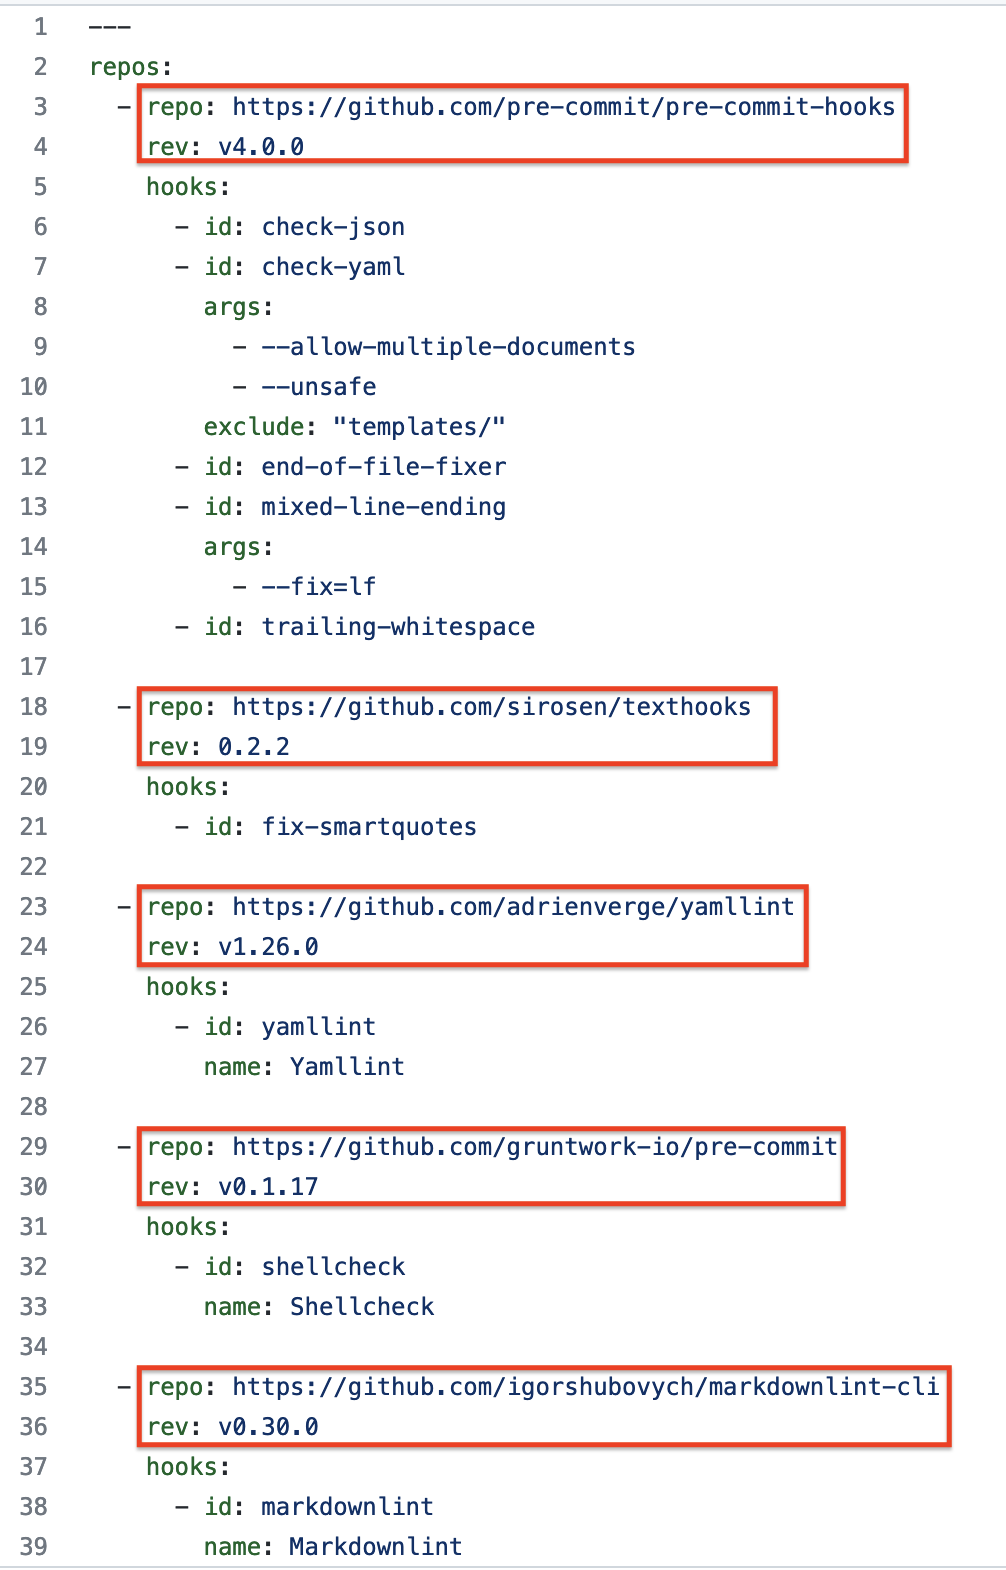 1 ---
2 repos:
3   - repo: https://github.com/pre-commit/pre-commit-hooks
4     rev: v4.0.0
5     hooks:
6       - id: check-json
7       - id: check-yaml
8         args:
9           - --allow-multiple-documents
10           - --unsafe
11         exclude: "templates/"
12       - id: end-of-file-fixer
13       - id: mixed-line-ending
14         args:
15           - --fix=lf
16       - id: trailing-whitespace
17
18   - repo: https://github.com/sirosen/texthooks
19     rev: 0.2.2
20     hooks:
21       - id: fix-smartquotes
22
23   - repo: https://github.com/adrienverge/yamllint
24     rev: v1.26.0
25     hooks:
26       - id: yamllint
27         name: Yamllint
28
29   - repo: https://github.com/gruntwork-io/pre-commit
30     rev: v0.1.17
31     hooks:
32       - id: shellcheck
33         name: Shellcheck
34
35   - repo: https://github.com/igorshubovych/markdownlint-cli
36     rev: v0.30.0
37     hooks:
38       - id: markdownlint
39         name: Markdownlint